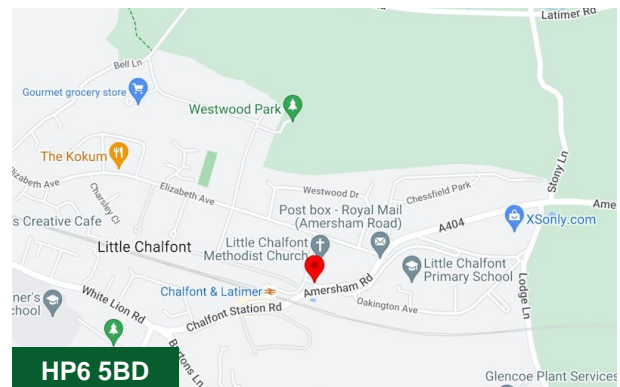 Latimer Rd
Bell Ln
Gourmet grocery store
Westwood Park
The Kokum
Elizabeth Ave
Charsley Cl
Elizabeth Ave
Westwood Dr
Chessfield Park
Stony Ln
Post box - Royal Mail
(Amersham Road)
A404
Ame
XSonly.com
's Creative Cafe
Little Chalfont
Little Chalfont
Methodist Church
Little Chalfont
Primary School
Chalfont & Latimer
Amersham Rd
Oakington Ave
Lodge Ln
ner's
chool
White Lion Rd
Chalfont Station Rd
Bertons Ln
HP6 5BD
Glencoe Plant Services